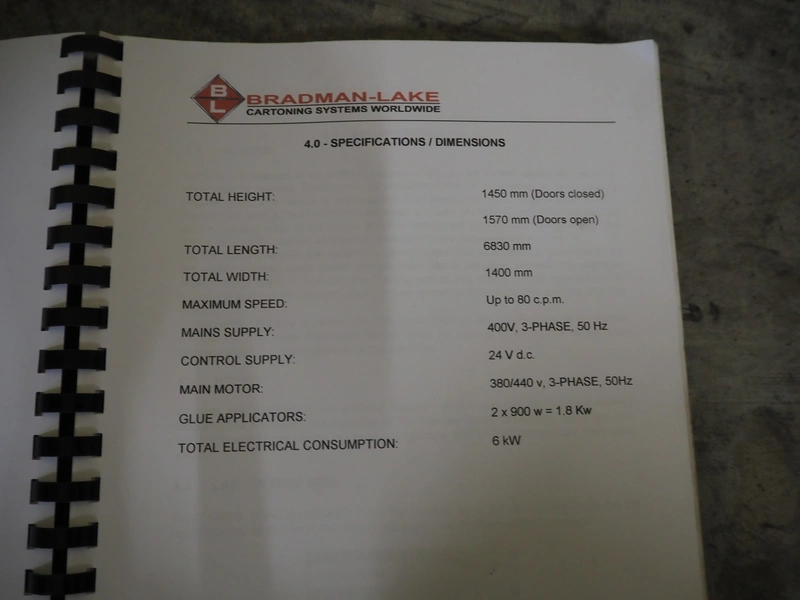 BL
BRADMAN-LAKE
CARTONING SYSTEMS WORLDWIDE
4.0 - SPECIFICATIONS / DIMENSIONS
TOTAL HEIGHT: 1450 mm (Doors closed)
1570 mm (Doors open)
TOTAL LENGTH: 6830 mm
TOTAL WIDTH: 1400 mm
MAXIMUM SPEED: Up to 80 c.p.m.
MAINS SUPPLY: 400V, 3-PHASE, 50 Hz
CONTROL SUPPLY: 24 V d.c.
MAIN MOTOR: 380/440 v, 3-PHASE, 50Hz
GLUE APPLICATORS: 2 x 900 w = 1.8 Kw
TOTAL ELECTRICAL CONSUMPTION: 6 kW